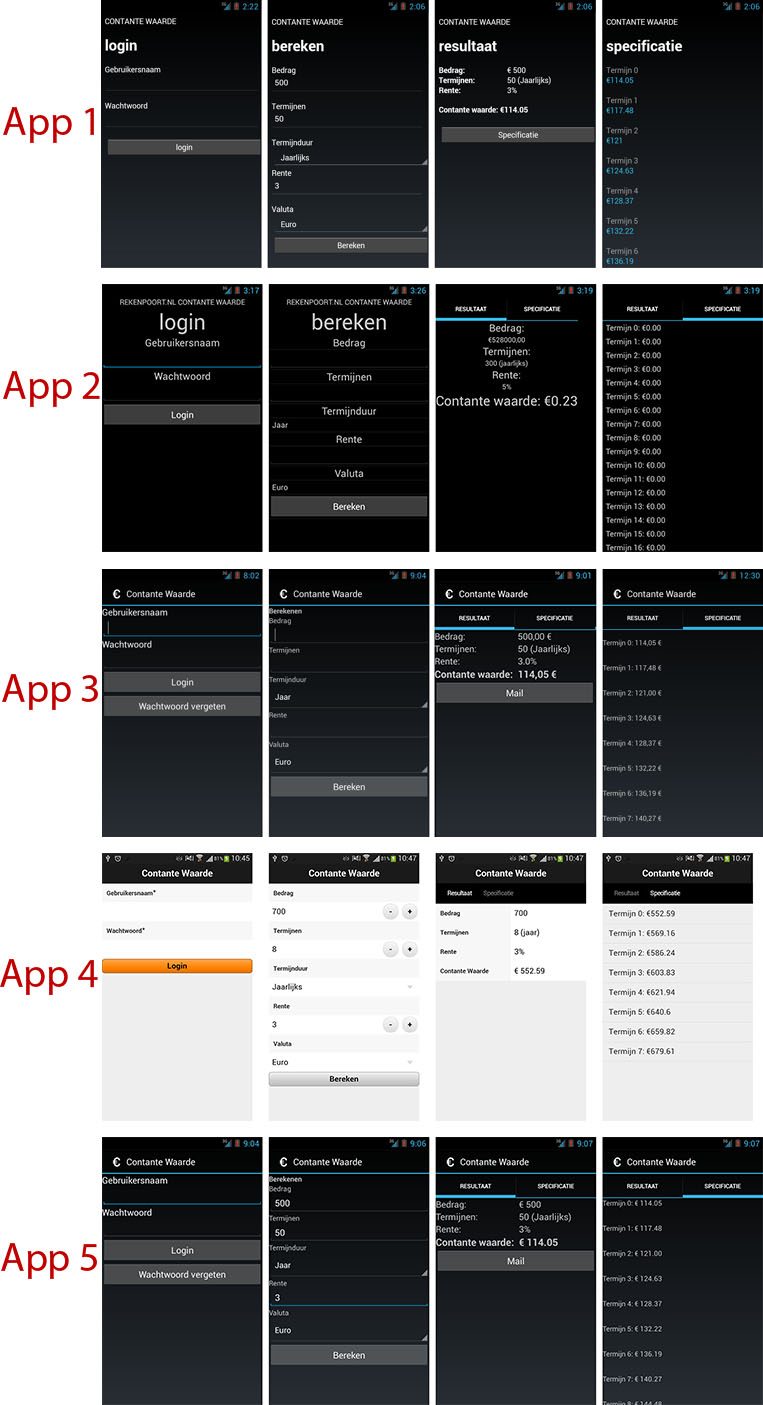 App 1
2:22
CONTANTE WAARDE
login
Gebruikersnaam
Wachtwoord
login
2:06
CONTANTE WAARDE
bereken
Bedrag
500
Termijnen
50
Termijnduur
Jaarlijks
Rente
3
Valuta
Euro
Bereken
2:06
CONTANTE WAARDE
resultaat
Bedrag: € 500
Termijnen: 50 (Jaarlijks)
Rente: 3%
Contante waarde: €114.05
Specificatie
2:06
CONTANTE WAARDE
specificatie
Termijn 0
€114.05
Termijn 1
€117.48
Termijn 2
€121
Termijn 3
€124.63
Termijn 4
€128.37
Termijn 5
€132.22
Termijn 6
€136.19
App 2
3:17
REKENPOORT.NL CONTANTE WAARDE
login
Gebruikersnaam
Wachtwoord
Login
3:26
REKENPOORT.NL CONTANTE WAARDE
bereken
Bedrag
Termijnen
Termijnduur
Jaar
Rente
Valuta
Euro
Bereken
3:19
RESULTAAT SPECIFICATIE
Bedrag:
€528000,00
Termijnen:
300 (jaarlijks)
Rente:
5%
Contante waarde: €0.23
3:19
RESULTAAT SPECIFICATIE
Termijn 0: €0.00
Termijn 1: €0.00
Termijn 2: €0.00
Termijn 3: €0.00
Termijn 4: €0.00
Termijn 5: €0.00
Termijn 6: €0.00
Termijn 7: €0.00
Termijn 8: €0.00
Termijn 9: €0.00
Termijn 10: €0.00
Termijn 11: €0.00
Termijn 12: €0.00
Termijn 13: €0.00
Termijn 14: €0.00
Termijn 15: €0.00
Termijn 16: €0.00
App 3
8:02
€ Contante Waarde
Gebruikersnaam
Wachtwoord
Login
Wachtwoord vergeten
9:04
€ Contante Waarde
Berekenen
Bedrag
Termijnen
Termijnduur
Jaar
Rente
Valuta
Euro
Bereken
9:01
€ Contante Waarde
RESULTAAT SPECIFICATIE
Bedrag: 500,00 €
Termijnen: 50 (Jaarlijks)
Rente: 3.0%
Contante waarde: 114,05 €
Mail
12:30
€ Contante Waarde
RESULTAAT SPECIFICATIE
Termijn 0: 114,05 €
Termijn 1: 117,48 €
Termijn 2: 121,00 €
Termijn 3: 124,63 €
Termijn 4: 128,37 €
Termijn 5: 132,22 €
Termijn 6: 136,19 €
Termijn 7: 140,27 €
App 4
81% 10:45
Contante Waarde
Gebruikersnaam*
Wachtwoord*
Login
81% 10:47
Contante Waarde
Bedrag
700 - +
Termijnen
8 - +
Termijnduur
Jaarlijks
Rente
3 - +
Valuta
Euro
Bereken
81% 10:47
Contante Waarde
Resultaat Specificatie
Bedrag 700
Termijnen 8 (jaar)
Rente 3%
Contante Waarde € 552.59
81% 10:47
Contante Waarde
Resultaat Specificatie
Termijn 0: €552.59
Termijn 1: €569.16
Termijn 2: €586.24
Termijn 3: €603.83
Termijn 4: €621.94
Termijn 5: €640.6
Termijn 6: €659.82
Termijn 7: €679.61
App 5
9:04
€ Contante Waarde
Gebruikersnaam
Wachtwoord
Login
Wachtwoord vergeten
9:06
€ Contante Waarde
Berekenen
Bedrag
500
Termijnen
50
Termijnduur
Jaar
Rente
3
Valuta
Euro
Bereken
9:07
€ Contante Waarde
RESULTAAT SPECIFICATIE
Bedrag: € 500
Termijnen: 50 (Jaarlijks)
Rente: 3%
Contante waarde: € 114.05
Mail
9:07
€ Contante Waarde
RESULTAAT SPECIFICATIE
Termijn 0: € 114.05
Termijn 1: € 117.48
Termijn 2: € 121.00
Termijn 3: € 124.63
Termijn 4: € 128.37
Termijn 5: € 132.22
Termijn 6: € 136.19
Termijn 7: € 140.27
Termijn 8: € 144.48